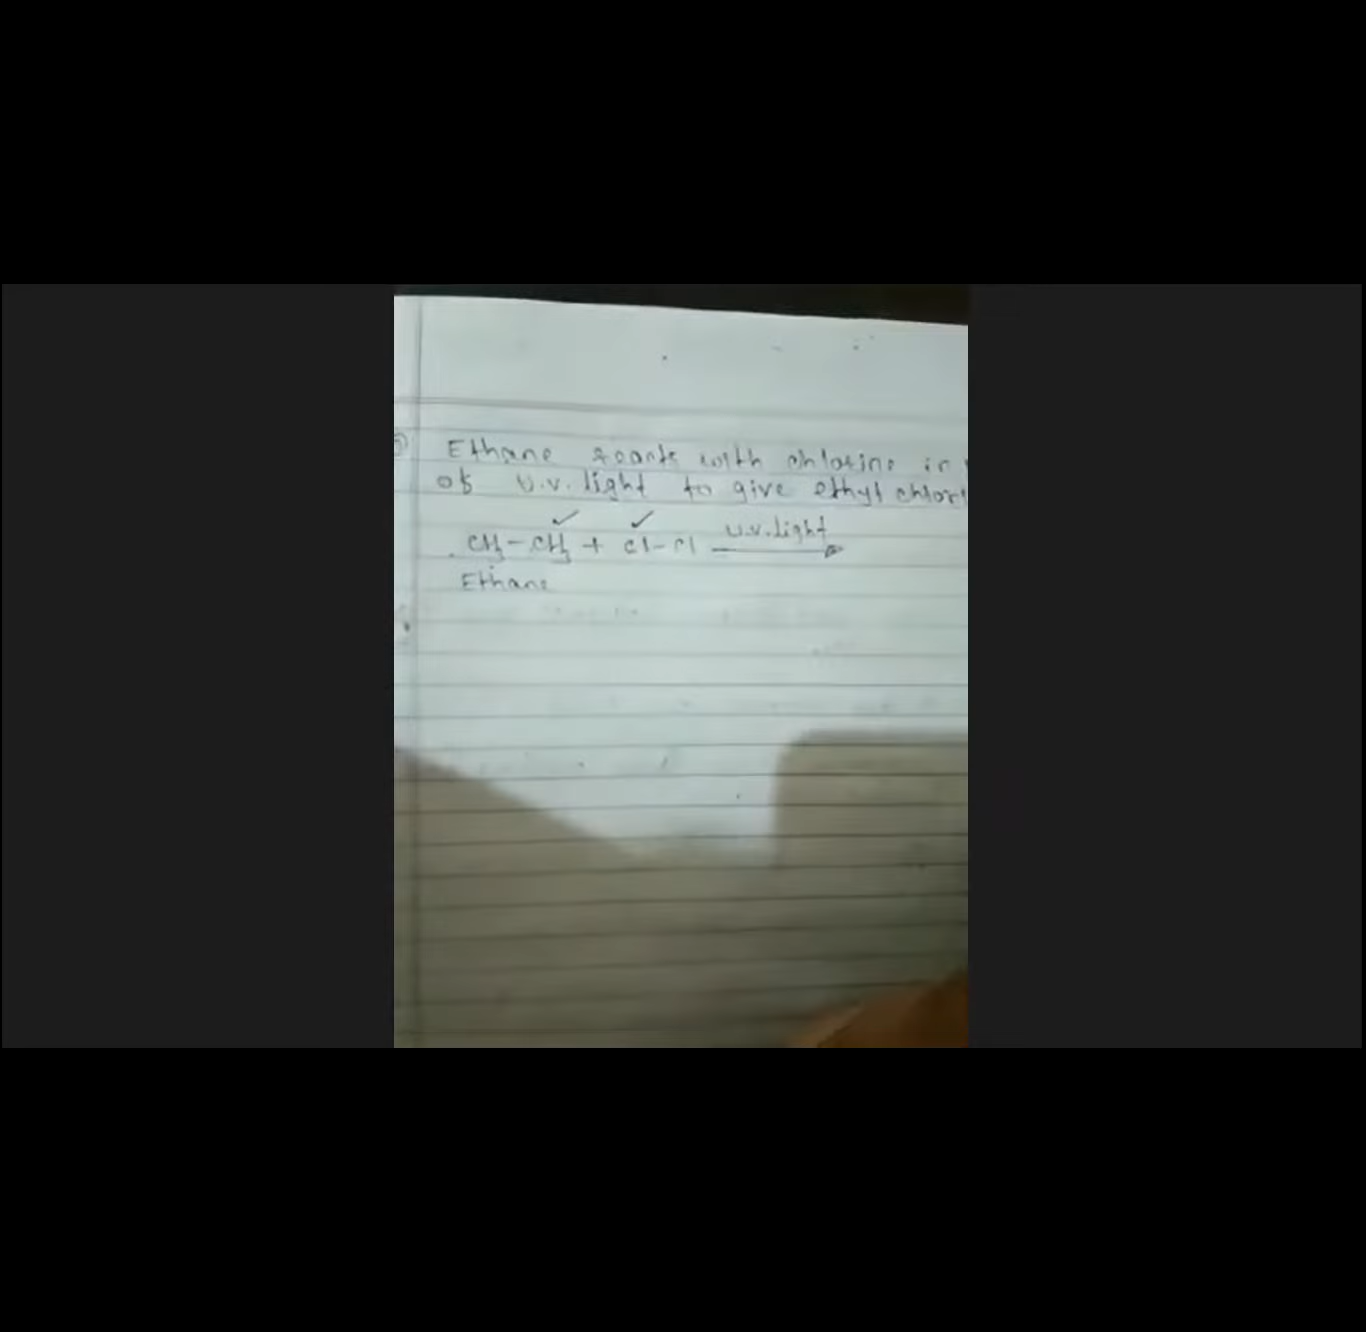 Ethane reacts with chlorine in
of U.V. light to give ethyl chlor
CH3-CH3 + Cl-Cl U.V. light
Ethane